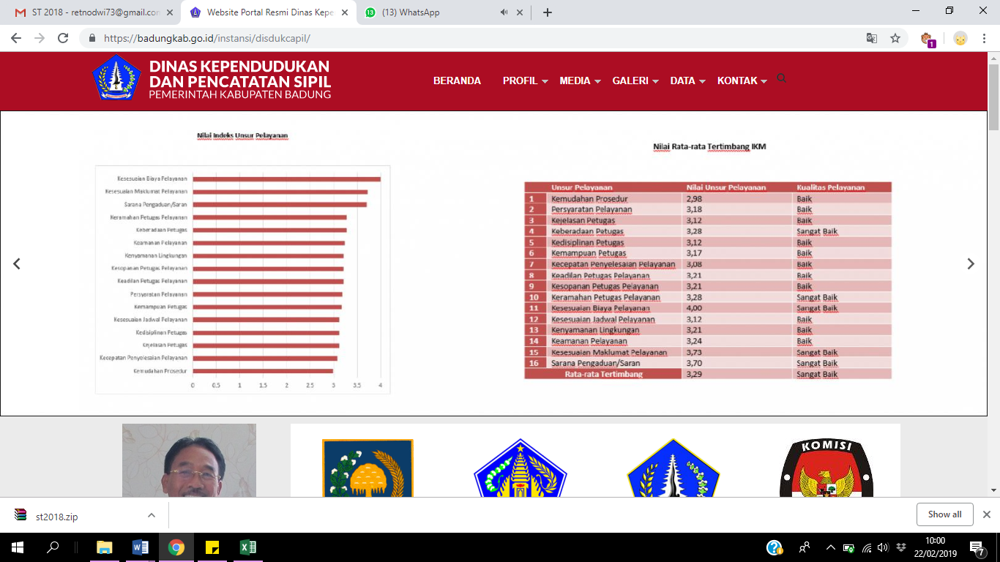 ST 2018 - retnodwi73@gmail.com
Website Portal Resmi Dinas Kepe
(13) WhatsApp
https://badungkab.go.id/instansi/disdukcapil/
1
DINAS KEPENDUDUKAN
DAN PENCATATAN SIPIL
PEMERINTAH KABUPATEN BADUNG
BERANDA PROFIL MEDIA GALERI DATA KONTAK
Nilai Indeks Unsur Pelayanan
Kesesuaian Biaya Pelayanan
Kesesuaian Maklumat Pelayanan
Sarana Pengaduan/Saran
Keramahan Petugas Pelayanan
Keberadaan Petugas
Keamanan Pelayanan
Kenyamanan Lingkungan
Kesopanan Petugas Pelayanan
Keadilan Petugas Pelayanan
Persyaratan Pelayanan
Kemampuan Petugas
Kesesuaian Jadwal Pelayanan
Kedisiplinan Petugas
Kejelasan Petugas
Kecepatan Penyelesaian Pelayanan
Kemudahan Prosedur
0 0,5 1 1,5 2 2,5 3 3,5 4
Nilai Rata-rata Tertimbang IKM
Unsur Pelayanan Nilai Unsur Pelayanan Kualitas Pelayanan
1 Kemudahan Prosedur 2,98 Baik
2 Persyaratan Pelayanan 3,18 Baik
3 Kejelasan Petugas 3,12 Baik
4 Keberadaan Petugas 3,28 Sangat Baik
5 Kedisiplinan Petugas 3,12 Baik
6 Kemampuan Petugas 3,17 Baik
7 Kecepatan Penyelesaian Pelayanan 3,08 Baik
8 Keadilan Petugas Pelayanan 3,21 Baik
9 Kesopanan Petugas Pelayanan 3,21 Baik
10 Keramahan Petugas Pelayanan 3,28 Sangat Baik
11 Kesesuaian Biaya Pelayanan 4,00 Sangat Baik
12 Kesesuaian Jadwal Pelayanan 3,12 Baik
13 Kenyamanan Lingkungan 3,21 Baik
14 Keamanan Pelayanan 3,24 Baik
15 Kesesuaian Maklumat Pelayanan 3,73 Sangat Baik
16 Sarana Pengaduan/Saran 3,70 Sangat Baik
Rata-rata Tertimbang 3,29 Sangat Baik
KOMISI
st2018.zip
Show all
10:00
22/02/2019
7